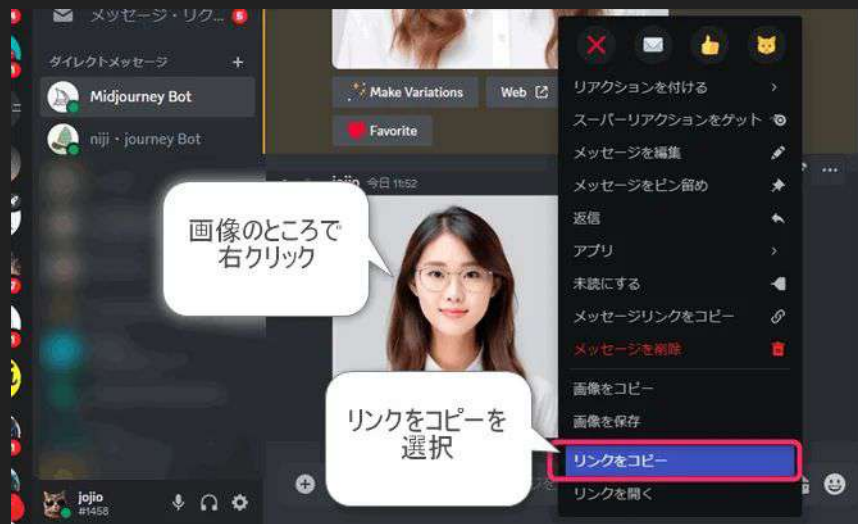 メッセージ・リク...
5
ダイレクトメッセージ
+
Midjourney Bot
niji・journey Bot
Make Variations
Web
Favorite
jojio 今日 11:52
画像のところで
右クリック
リンクをコピーを
選択
リアクションを付ける
スーパーリアクションをゲット
メッセージを編集
メッセージをピン留め
返信
アプリ
未読にする
メッセージリンクをコピー
メッセージを削除
画像をコピー
画像を保存
リンクをコピー
リンクを開く
jojio
#1458